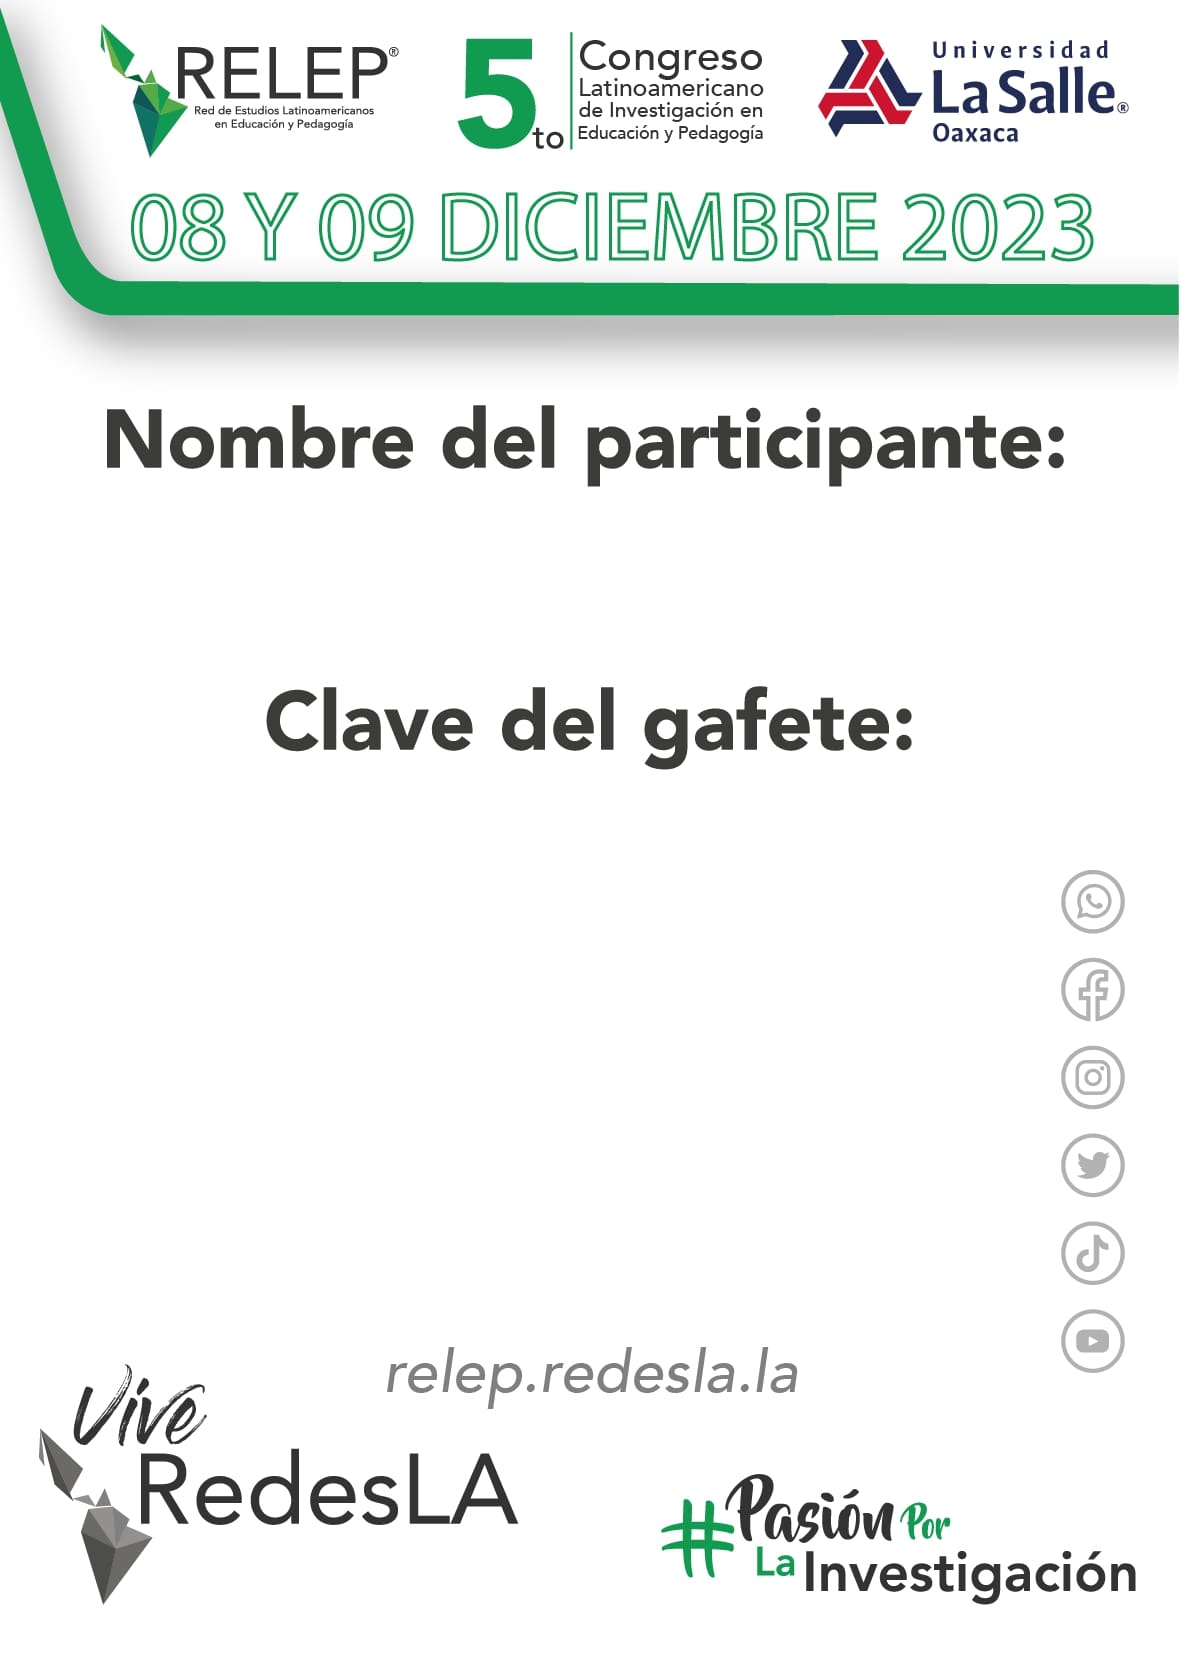 RELEP®
Red de Estudios Latinoamericanos
en Educación y Pedagogía
5to
Congreso
Latinoamericano
de Investigación en
Educación y Pedagogía
Universidad
La Salle®
Oaxaca
08 Y 09 DICIEMBRE 2023
Nombre del participante:
Clave del gafete:
relep.redesla.la
Vive
RedesLA
#Pasión Por
La Investigación